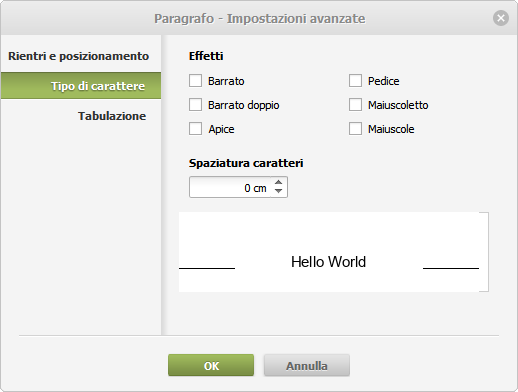 Paragrafo - Impostazioni avanzate
Rientri e posizionamento
Tipo di carattere
Tabulazione
Effetti
Barrato
Pedice
Barrato doppio
Maiuscoletto
Apice
Maiuscole
Spaziatura caratteri
0 cm
Hello World
OK
Annulla